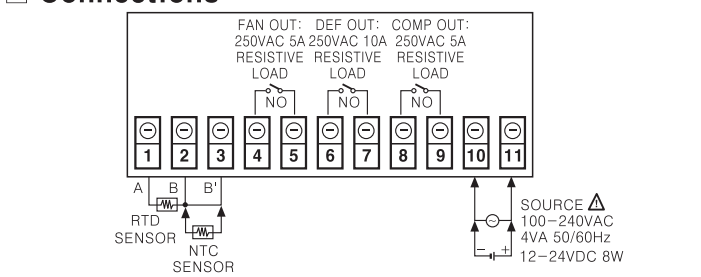 Connections
FAN OUT: DEF OUT: COMP OUT:
250VAC 5A 250VAC 10A 250VAC 5A
RESISTIVE RESISTIVE RESISTIVE
LOAD LOAD LOAD
NO NO NO
1 2 3 4 5 6 7 8 9 10 11
A B B'
RTD
SENSOR
NTC
SENSOR
SOURCE
100-240VAC
4VA 50/60Hz
- +
12-24VDC 8W